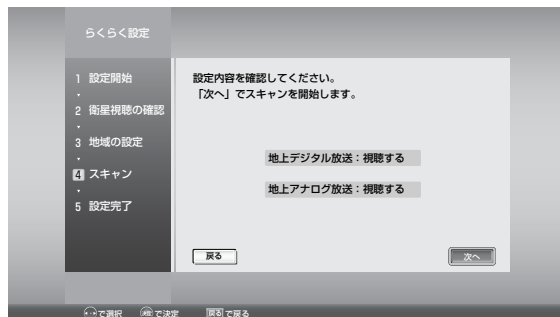 らくらく設定
1 設定開始
2 衛星視聴の確認
3 地域の設定
4 スキャン
5 設定完了
設定内容を確認してください。
「次へ」でスキャンを開始します。
地上デジタル放送：視聴する
地上アナログ放送：視聴する
戻る
次へ
で選択 決定で決定 戻るで戻る